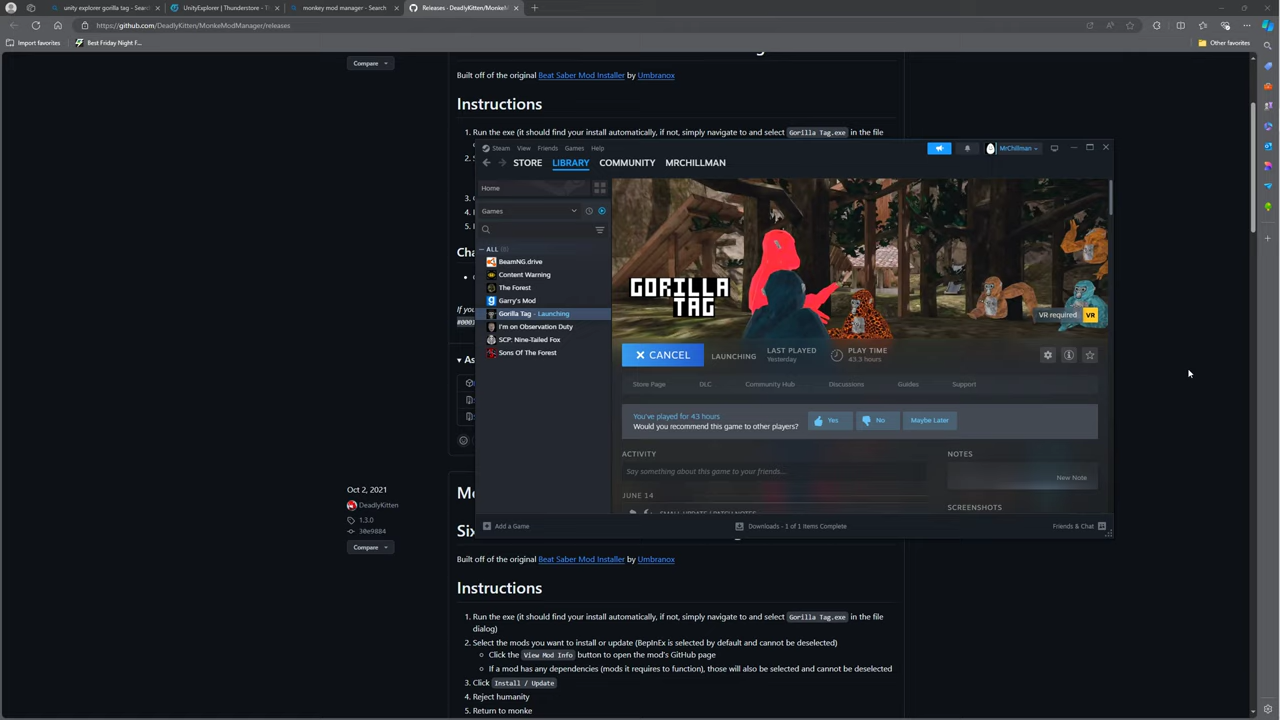 unity explorer gorilla tag - Sear
UnityExplorer | Thunderstore - T
monkey mod manager - Search
Releases - DeadlyKitten/MonkeM
https://github.com/DeadlyKitten/MonkeModManager/releases
Import favorites
Best Friday Night F...
Other favorites
Compare
Built off of the original Beat Saber Mod Installer by Umbranox
Instructions
1. Run the exe (it should find your install automatically, if not, simply navigate to and select Gorilla Tag.exe in the file
Steam View Friends Games Help
MrChillman
STORE LIBRARY COMMUNITY MRCHILLMAN
Home
Games
ALL
BeamNG.drive
Content Warning
The Forest
Garry's Mod
Gorilla Tag - Launching
I'm on Observation Duty
SCP: Nine-Tailed Fox
Sons Of The Forest
GORILLA
TAG
VR required VR
CANCEL
LAUNCHING
LAST PLAYED
Yesterday
PLAY TIME
43.3 hours
Store Page DLC Community Hub Discussions Guides Support
You've played for 43 hours
Would you recommend this game to other players?
Yes No Maybe Later
ACTIVITY
Say something about this game to your friends...
JUNE 14
SMALL UPDATE / PATCH NOTES
NOTES
New Note
SCREENSHOTS
Add a Game
Downloads - 1 of 1 Items Complete
Friends & Chat
Cha
If you
As
Oct 2, 2021
DeadlyKitten
1.3.0
30e9884
Compare
Mo
Six
Built off of the original Beat Saber Mod Installer by Umbranox
Instructions
1. Run the exe (it should find your install automatically, if not, simply navigate to and select Gorilla Tag.exe in the file
dialog)
2. Select the mods you want to install or update (BepInEx is selected by default and cannot be deselected)
Click the View Mod Info button to open the mod's GitHub page
If a mod has any dependencies (mods it requires to function), those will also be selected and cannot be deselected
3. Click Install / Update
4. Reject humanity
5. Return to monke